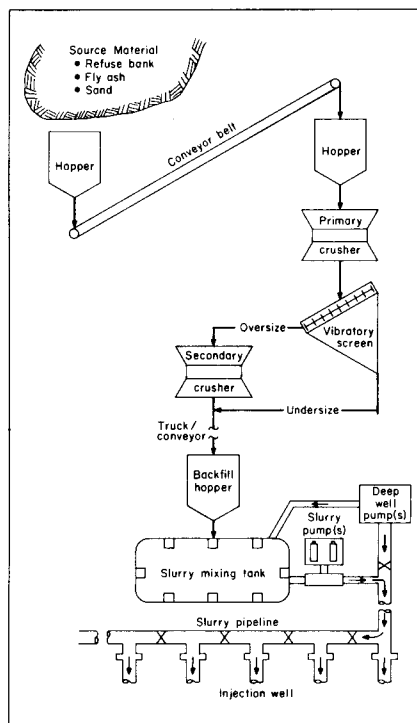 Source Material
• Refuse bank
• Fly ash
• Sand
Hopper
Conveyor belt
Hopper
Primary
crusher
Vibratory
screen
Oversize
Secondary
crusher
Undersize
Truck/
conveyor
Backfill
hopper
Deep
well
pump(s)
Slurry
pump(s)
Slurry mixing tank
Slurry pipeline
Injection well